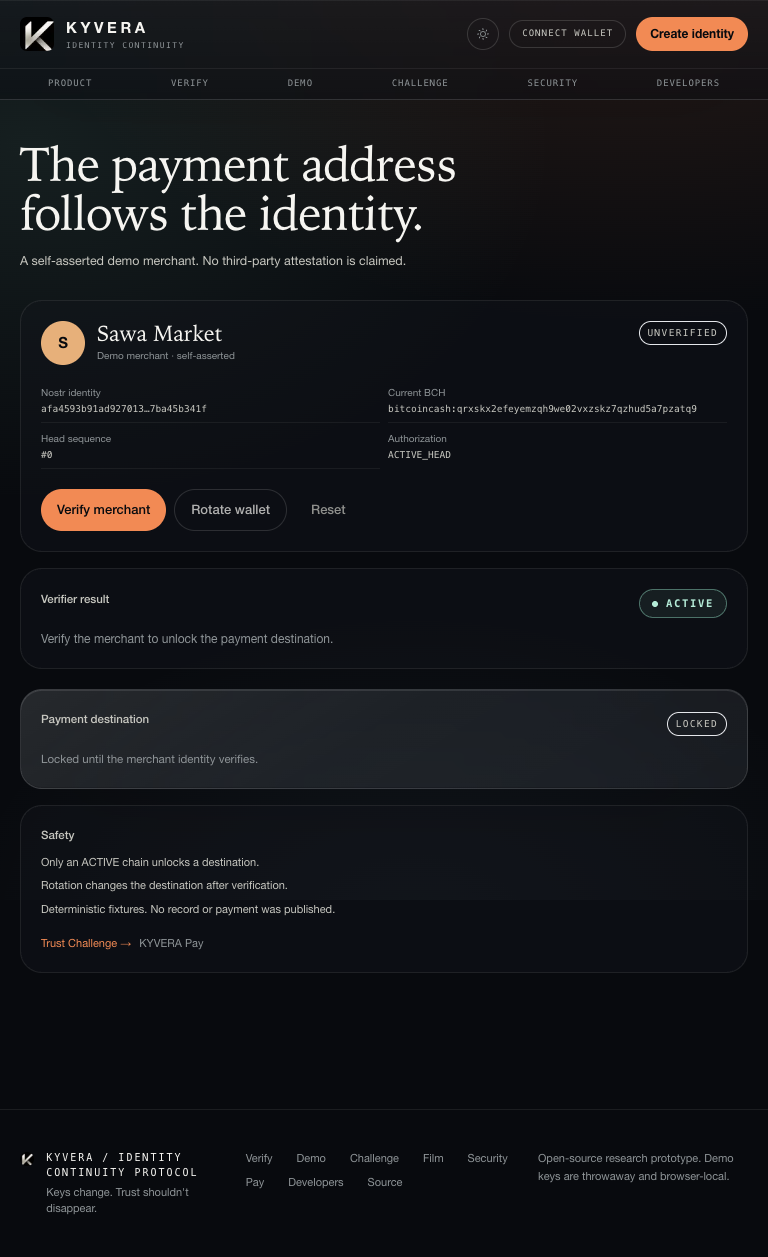 KYVERA
IDENTITY CONTINUITY
CONNECT WALLET
Create identity
PRODUCT
VERIFY
DEMO
CHALLENGE
SECURITY
DEVELOPERS
The payment address
follows the identity.
A self-asserted demo merchant. No third-party attestation is claimed.
S
Sawa Market
Demo merchant · self-asserted
UNVERIFIED
Nostr identity
afa4593b91ad927013…7ba45b341f
Current BCH
bitcoincash:qrxskx2efeyemzqh9we02vxzskz7qzhud5a7pzatq9
Head sequence
#0
Authorization
ACTIVE_HEAD
Verify merchant
Rotate wallet
Reset
Verifier result
ACTIVE
Verify the merchant to unlock the payment destination.
Payment destination
LOCKED
Locked until the merchant identity verifies.
Safety
Only an ACTIVE chain unlocks a destination.
Rotation changes the destination after verification.
Deterministic fixtures. No record or payment was published.
Trust Challenge → KYVERA Pay
KYVERA / IDENTITY
CONTINUITY PROTOCOL
Keys change. Trust shouldn't
disappear.
Verify Demo Challenge Film Security
Pay Developers Source
Open-source research prototype. Demo
keys are throwaway and browser-local.